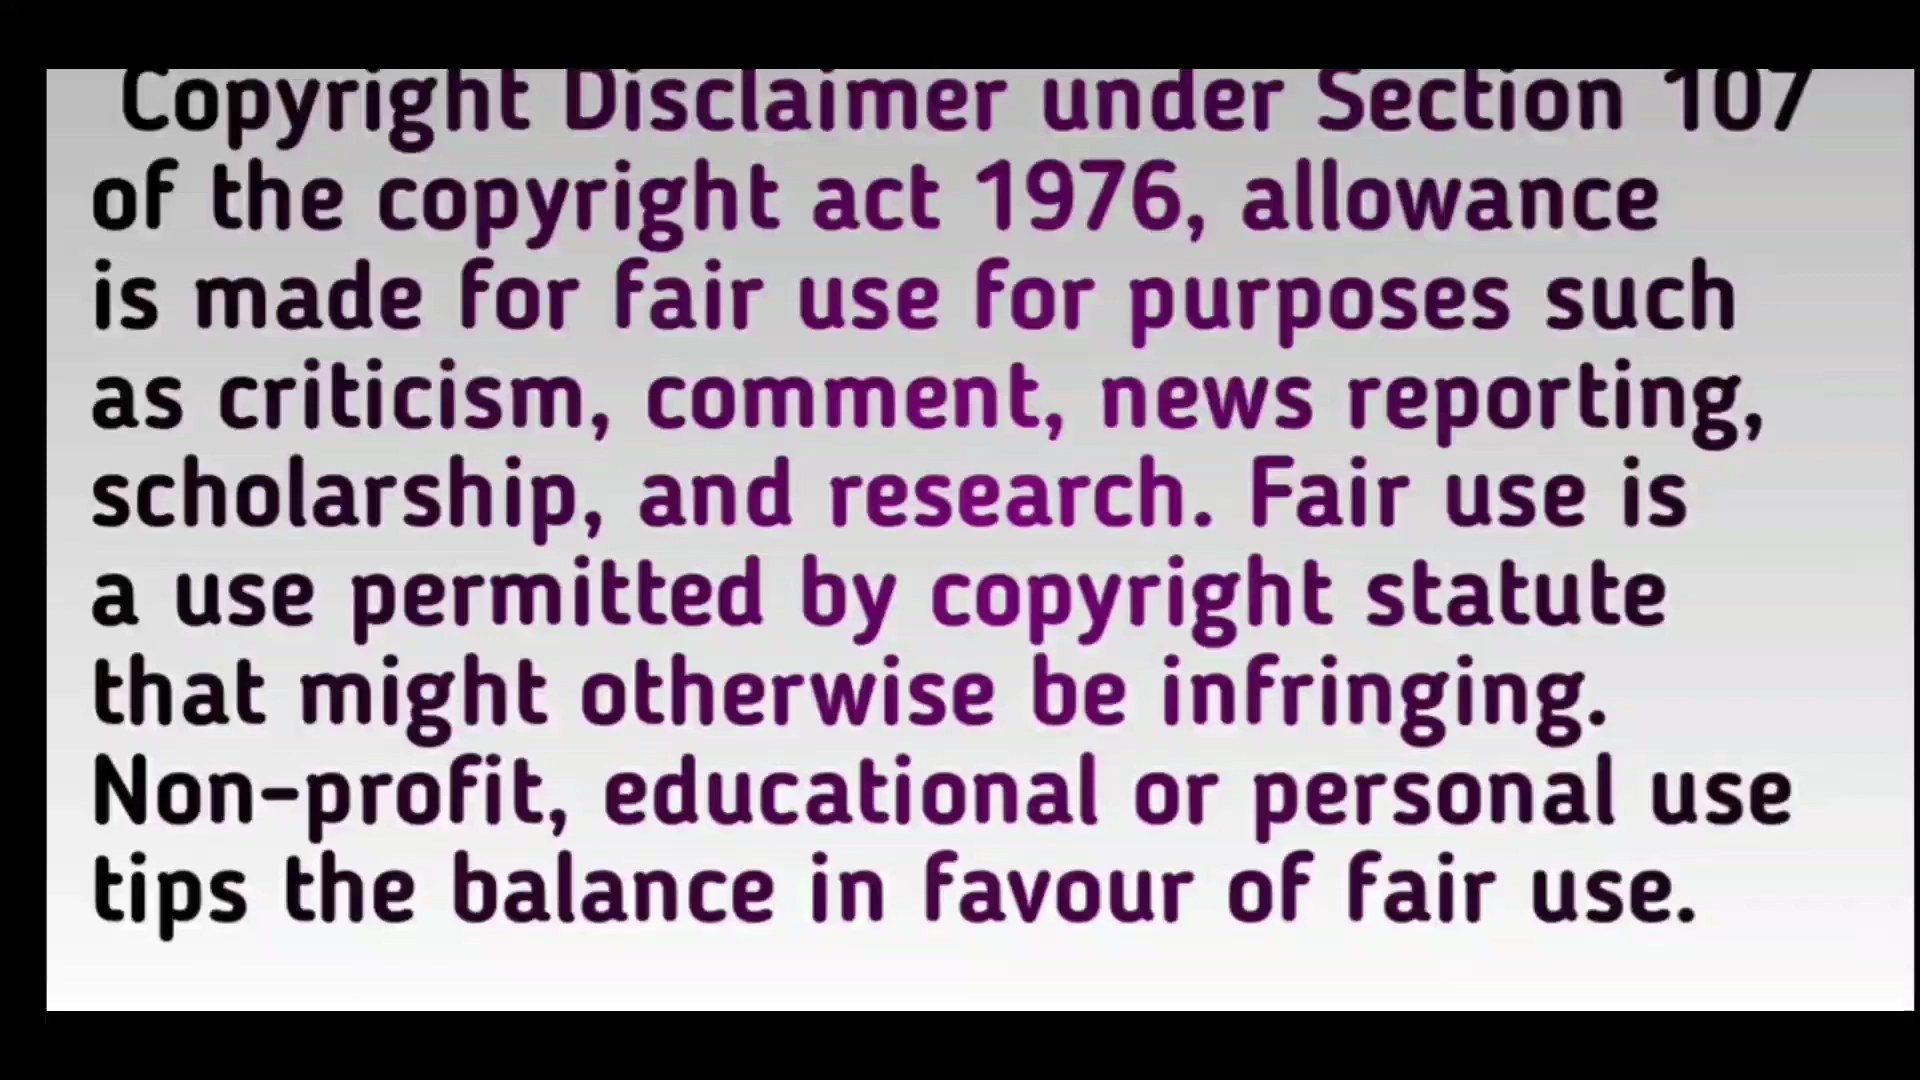 Copyright Disclaimer under Section 107
of the copyright act 1976, allowance
is made for fair use for purposes such
as criticism, comment, news reporting,
scholarship, and research. Fair use is
a use permitted by copyright statute
that might otherwise be infringing.
Non-profit, educational or personal use
tips the balance in favour of fair use.